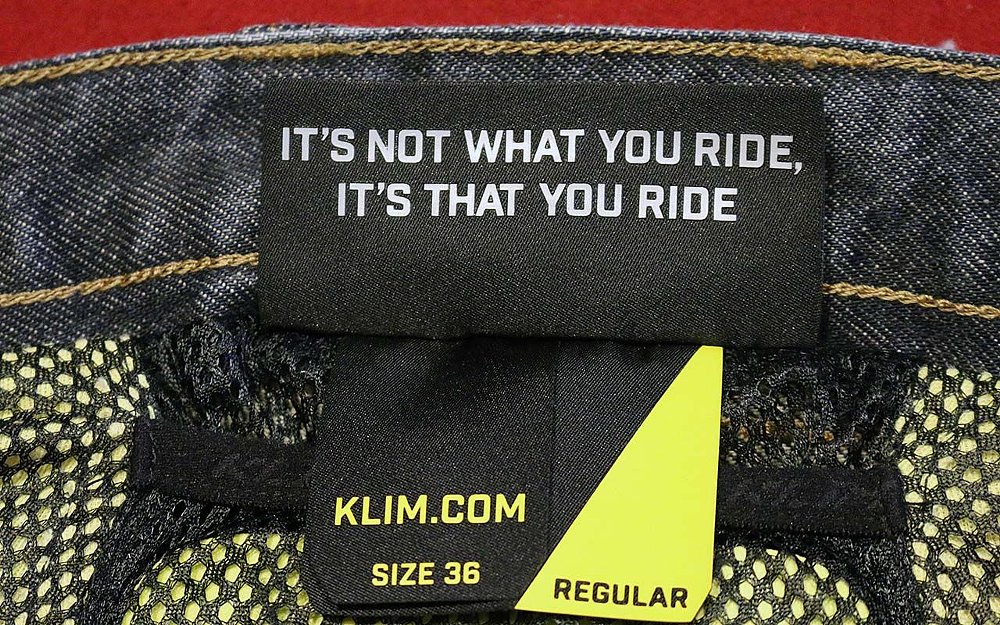 IT'S NOT WHAT YOU RIDE,
IT'S THAT YOU RIDE
KLIM.COM
SIZE 36
REGULAR